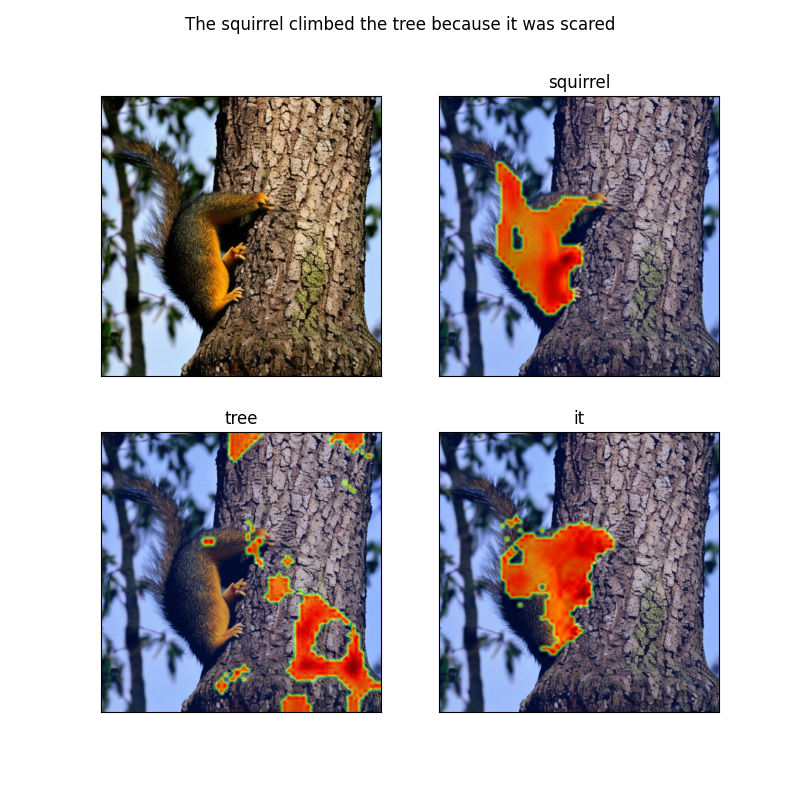 The squirrel climbed the tree because it was scared
squirrel
tree
it